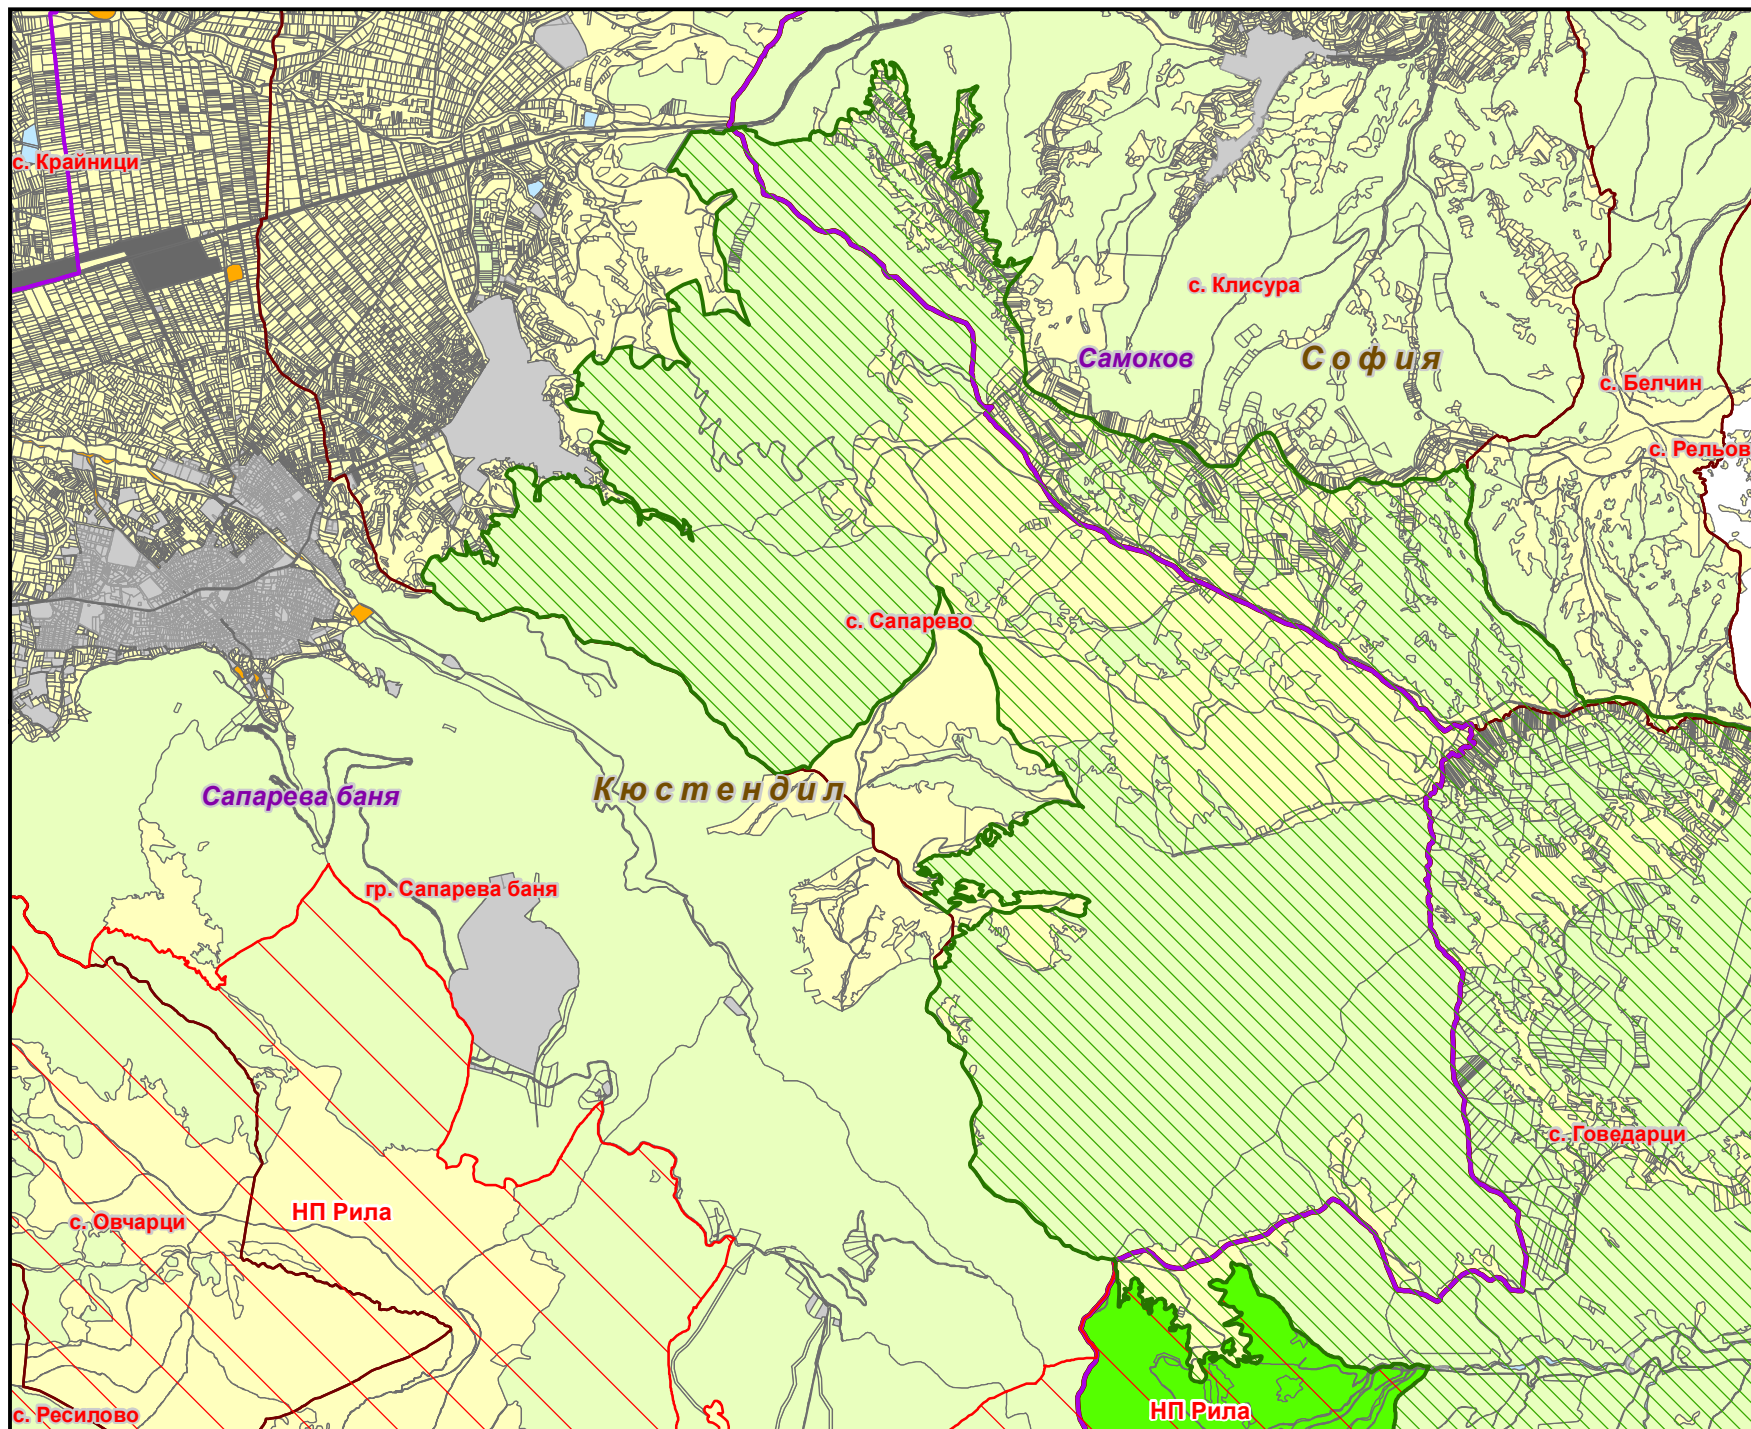 с. Крайници
с. Клисура
Самоков
София
с. Белчин
с. Рельов
с. Сапарево
Сапарева баня
Кюстендил
гр. Сапарева баня
с. Говедарци
НП Рила
с. Овчарци
НП Рила
с. Ресилово